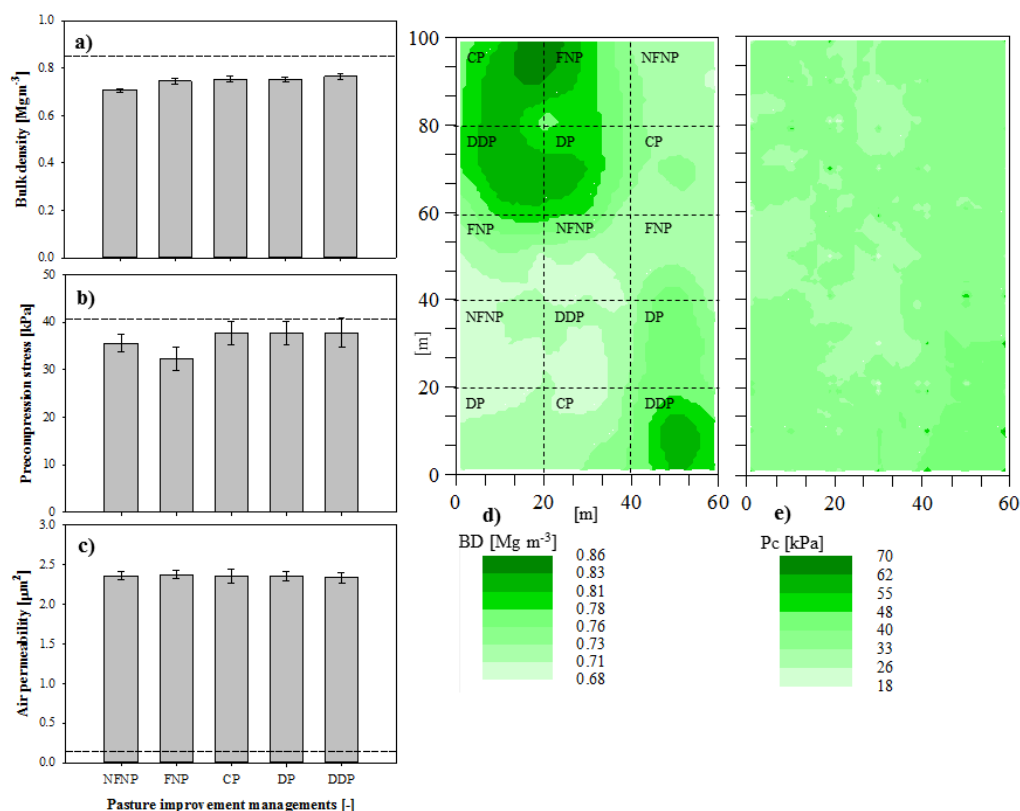 a)
1.0
0.8
0.6
0.4
0.2
0.0
Bulk density [Mgm-3]
b)
50
40
30
20
10
0
Precompression stress [kPa]
c)
3.0
2.5
2.0
1.5
1.0
0.5
0.0
Air permeability [µm2]
NFNP FNP CP DP DDP
Pasture improvement managements [-]
100
80
60
40
20
0
[m]
CP FNP NFNP
DDP DP CP
FNP NFNP FNP
NFNP DDP DP
DP CP DDP
0 20 40 60
[m]
d)
BD [Mg m-3]
0.86
0.83
0.81
0.78
0.76
0.73
0.71
0.68
0 20 40 60
e)
Pc [kPa]
70
62
55
48
40
33
26
18